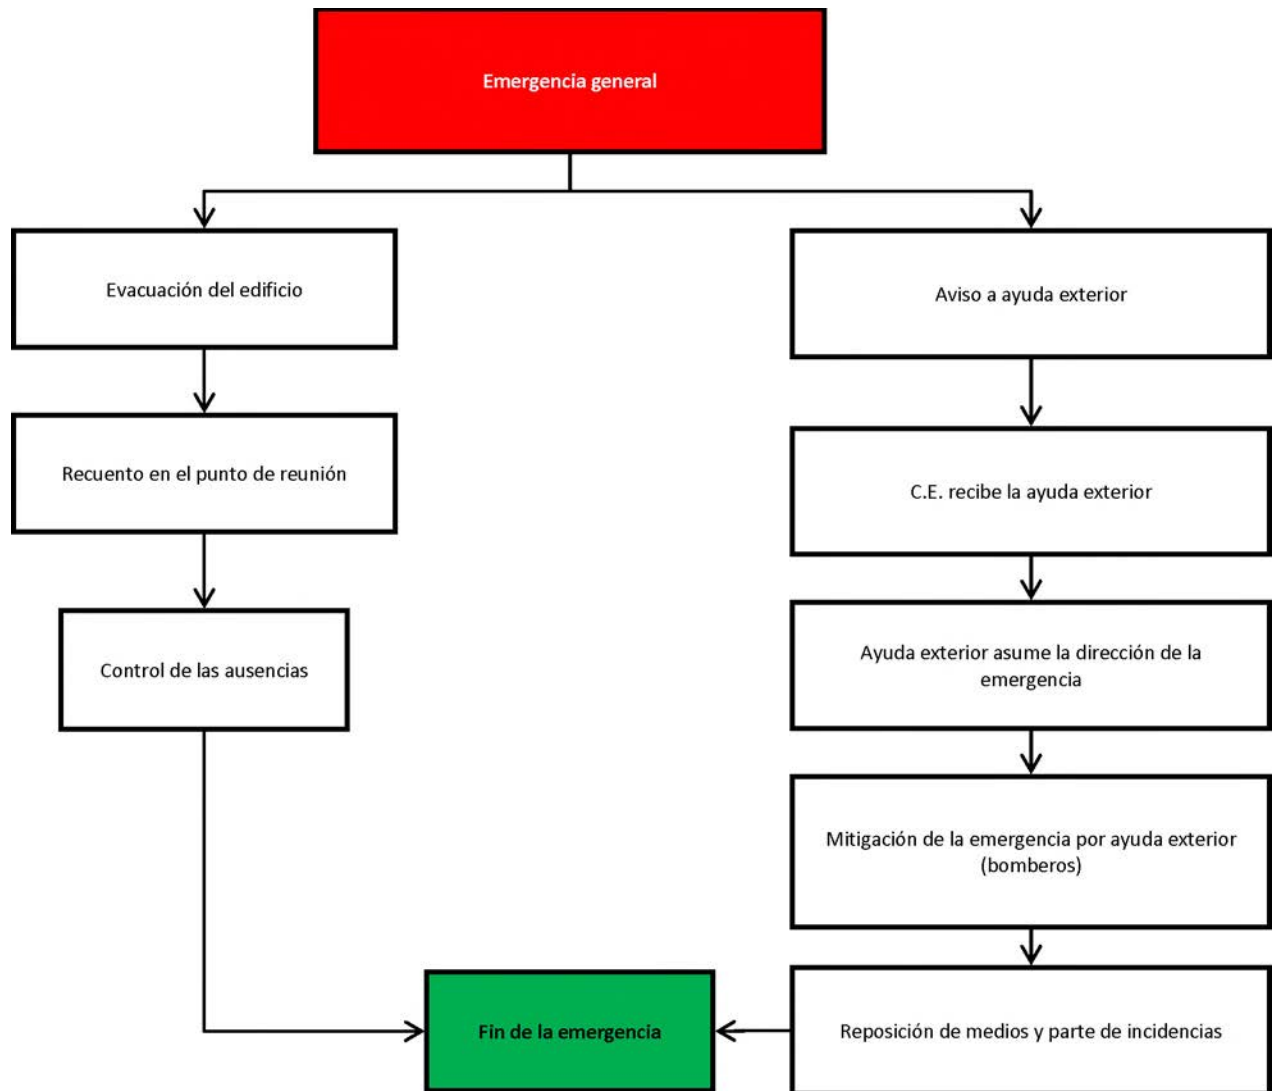 Emergencia general
Evacuación del edificio
Aviso a ayuda exterior
Recuento en el punto de reunión
C.E. recibe la ayuda exterior
Control de las ausencias
Ayuda exterior asume la dirección de la
emergencia
Mitigación de la emergencia por ayuda exterior
(bomberos)
Fin de la emergencia
Reposición de medios y parte de incidencias